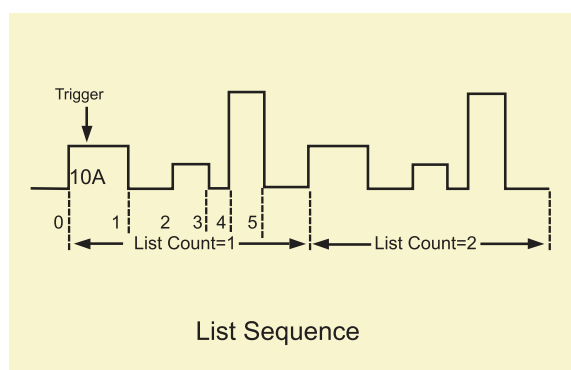 Trigger
10A
0 1 2 3 4 5
List Count=1 List Count=2
List Sequence